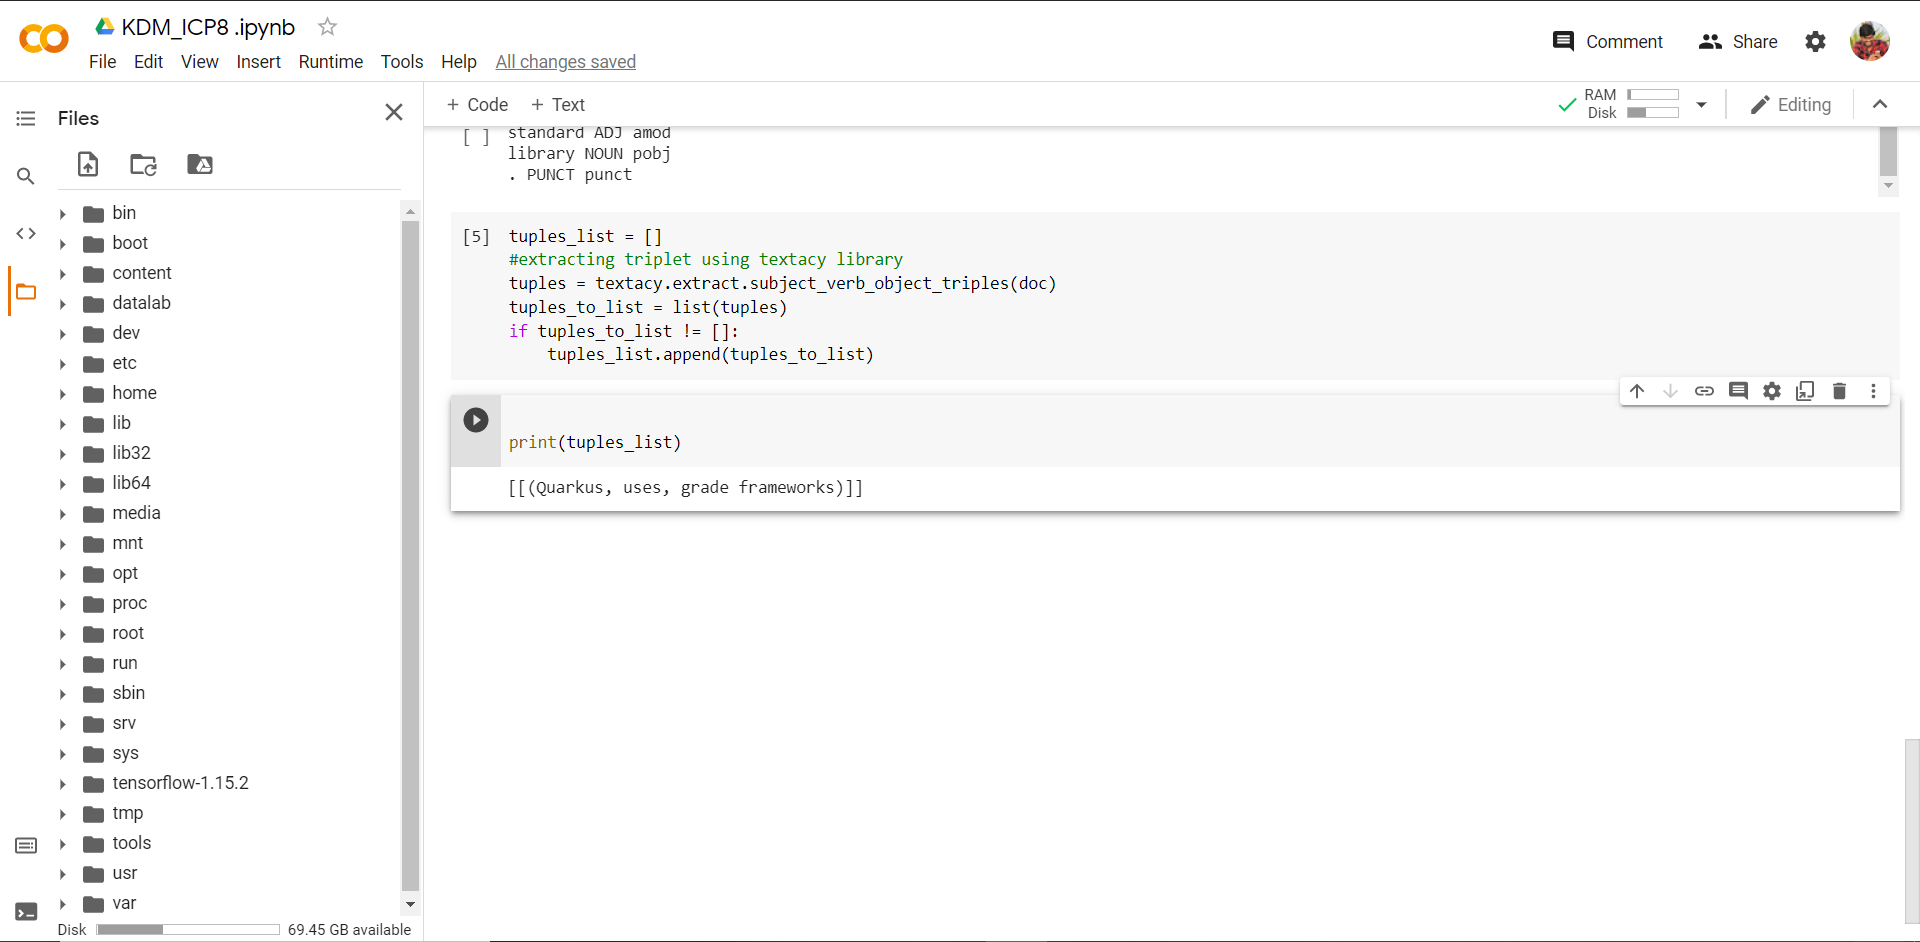 KDM_ICP8 .ipynb
File Edit View Insert Runtime Tools Help All changes saved
Comment Share
Files
+ Code + Text
RAM
Disk
Editing
bin
boot
content
datalab
dev
etc
home
lib
lib32
lib64
media
mnt
opt
proc
root
run
sbin
srv
sys
tensorflow-1.15.2
tmp
tools
usr
var
Disk 69.45 GB available
[ ] standard ADJ amod
library NOUN pobj
. PUNCT punct
[5] tuples_list = []
#extracting triplet using textacy library
tuples = textacy.extract.subject_verb_object_triples(doc)
tuples_to_list = list(tuples)
if tuples_to_list != []:
    tuples_list.append(tuples_to_list)
print(tuples_list)
[[(Quarkus, uses, grade frameworks)]]